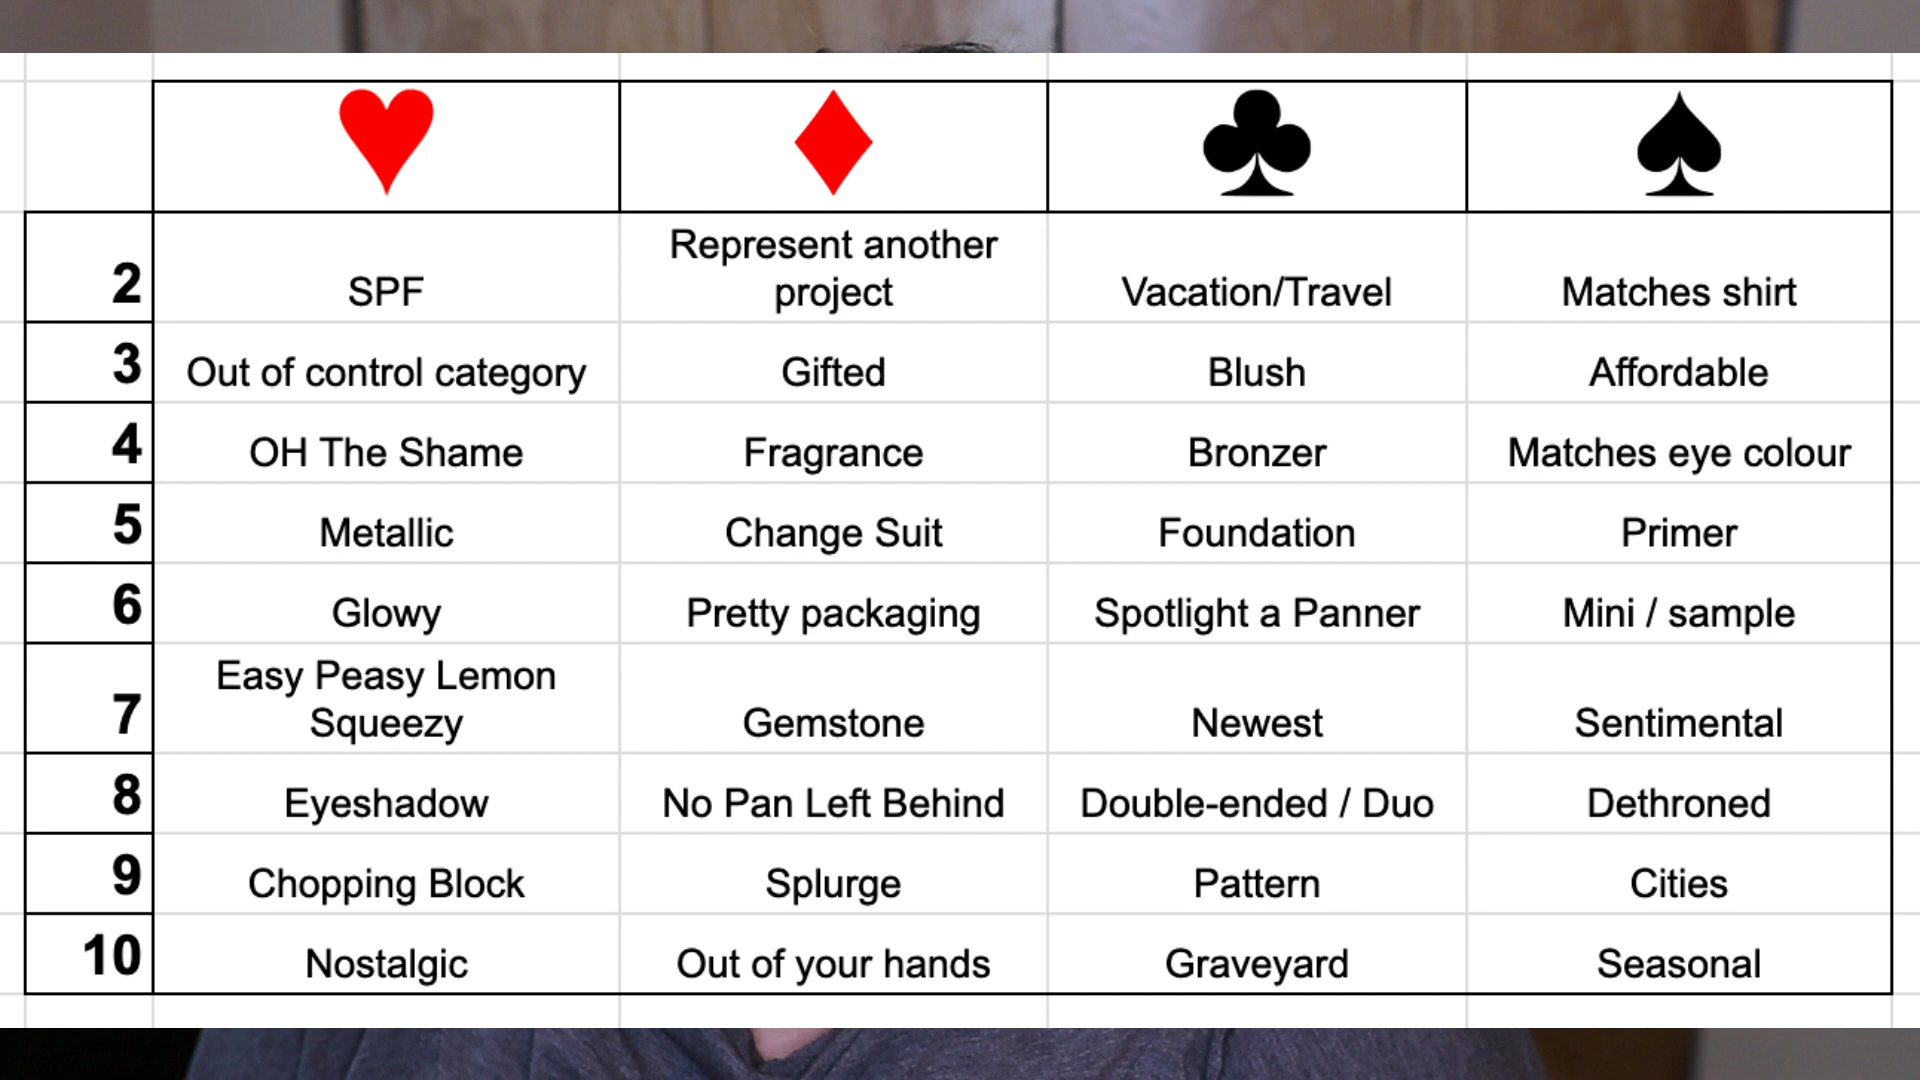 ♥ ♦ ♣ ♠
2 SPF Represent another project Vacation/Travel Matches shirt
3 Out of control category Gifted Blush Affordable
4 OH The Shame Fragrance Bronzer Matches eye colour
5 Metallic Change Suit Foundation Primer
6 Glowy Pretty packaging Spotlight a Panner Mini / sample
7 Easy Peasy Lemon Squeezy Gemstone Newest Sentimental
8 Eyeshadow No Pan Left Behind Double-ended / Duo Dethroned
9 Chopping Block Splurge Pattern Cities
10 Nostalgic Out of your hands Graveyard Seasonal